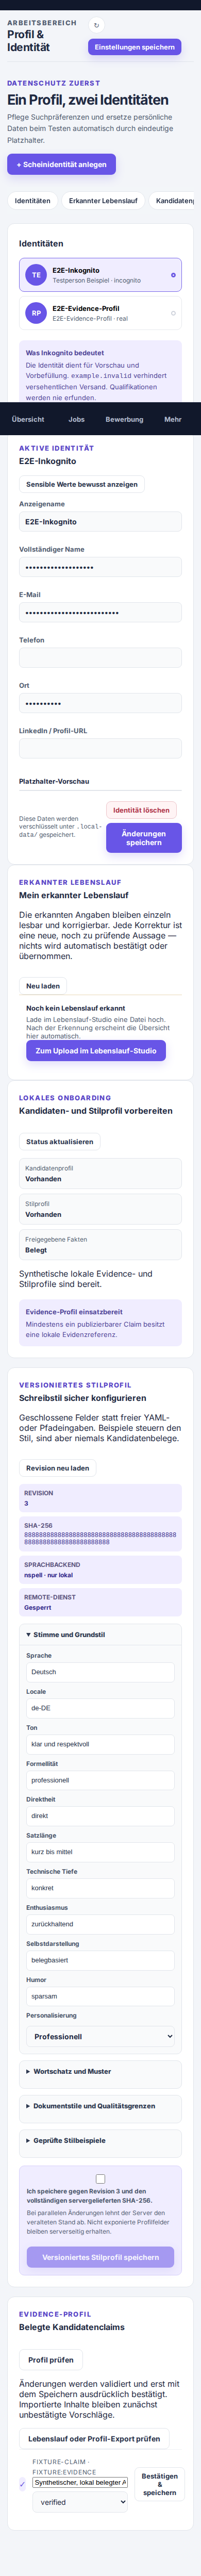 ARBEITSBEREICH
Profil &
Identität
↻
Einstellungen speichern
DATENSCHUTZ ZUERST
Ein Profil, zwei Identitäten
Pflege Suchpräferenzen und ersetze persönliche
Daten beim Testen automatisch durch eindeutige
Platzhalter.
+ Scheinidentität anlegen
Identitäten
Erkannter Lebenslauf
Identitäten
TE
E2E-Inkognito
Testperson Beispiel · incognito
RP
E2E-Evidence-Profil
E2E-Evidence-Profil · real
Was Inkognito bedeutet
Die Identität dient für Vorschau und
Vorbefüllung. example.invalid verhindert
versehentlichen Versand. Qualifikationen
werden nie erfunden.
Übersicht
Jobs
Bewerbung
Mehr
AKTIVE IDENTITÄT
E2E-Inkognito
Sensible Werte bewusst anzeigen
Anzeigename
E2E-Inkognito
Vollständiger Name
E-Mail
Telefon
Ort
LinkedIn / Profil-URL
Platzhalter-Vorschau
Diese Daten werden
verschlüsselt unter .local-
data/ gespeichert.
Identität löschen
Änderungen
speichern
ERKANNTER LEBENSLAUF
Mein erkannter Lebenslauf
Die erkannten Angaben bleiben einzeln
lesbar und korrigierbar. Jede Korrektur ist
eine neue, noch zu prüfende Aussage —
nichts wird automatisch bestätigt oder
übernommen.
Neu laden
Noch kein Lebenslauf erkannt
Lade im Lebenslauf-Studio eine Datei hoch.
Nach der Erkennung erscheint die Übersicht
hier automatisch.
Zum Upload im Lebenslauf-Studio
LOKALES ONBOARDING
Kandidaten- und Stilprofil vorbereiten
Status aktualisieren
Kandidatenprofil
Vorhanden
Stilprofil
Vorhanden
Freigegebene Fakten
Belegt
Synthetische lokale Evidence- und
Stilprofile sind bereit.
Evidence-Profil einsatzbereit
Mindestens ein publizierbarer Claim besitzt
eine lokale Evidenzreferenz.
VERSIONIERTES STILPROFIL
Schreibstil sicher konfigurieren
Geschlossene Felder statt freier YAML-
oder Pfadeingaben. Beispiele steuern den
Stil, sind aber niemals Kandidatenbelege.
Revision neu laden
REVISION
3
SHA-256
SPRACHBACKEND
nspell · nur lokal
REMOTE-DIENST
Gesperrt
▼ Stimme und Grundstil
Sprache
Deutsch
Locale
de-DE
Ton
klar und respektvoll
Formellität
professionell
Direktheit
direkt
Satzlänge
kurz bis mittel
Technische Tiefe
konkret
Enthusiasmus
zurückhaltend
Selbstdarstellung
belegbasiert
Humor
sparsam
Personalisierung
Professionell
▶ Wortschatz und Muster
▶ Dokumentstile und Qualitätsgrenzen
▶ Geprüfte Stilbeispiele
Ich speichere gegen Revision 3 und den
vollständigen servergelieferten SHA-256.
Bei parallelen Änderungen lehnt der Server den
veralteten Stand ab. Nicht exponierte Profilfelder
bleiben serverseitig erhalten.
Versioniertes Stilprofil speichern
EVIDENCE-PROFIL
Belegte Kandidatenclaims
Profil prüfen
Änderungen werden validiert und erst mit
dem Speichern ausdrücklich bestätigt.
Importierte Inhalte bleiben zunächst
unbestätigte Vorschläge.
Lebenslauf oder Profil-Export prüfen
✓
FIXTURE-CLAIM ·
FIXTURE:EVIDENCE
Synthetischer, lokal belegter
verified
Bestätigen
&
speichern